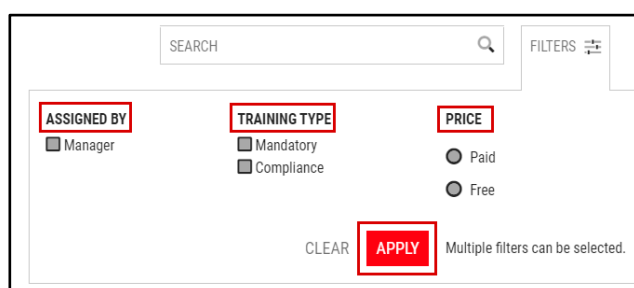 SEARCH
FILTERS
ASSIGNED BY
Manager
TRAINING TYPE
Mandatory
Compliance
PRICE
Paid
Free
CLEAR
APPLY
Multiple filters can be selected.